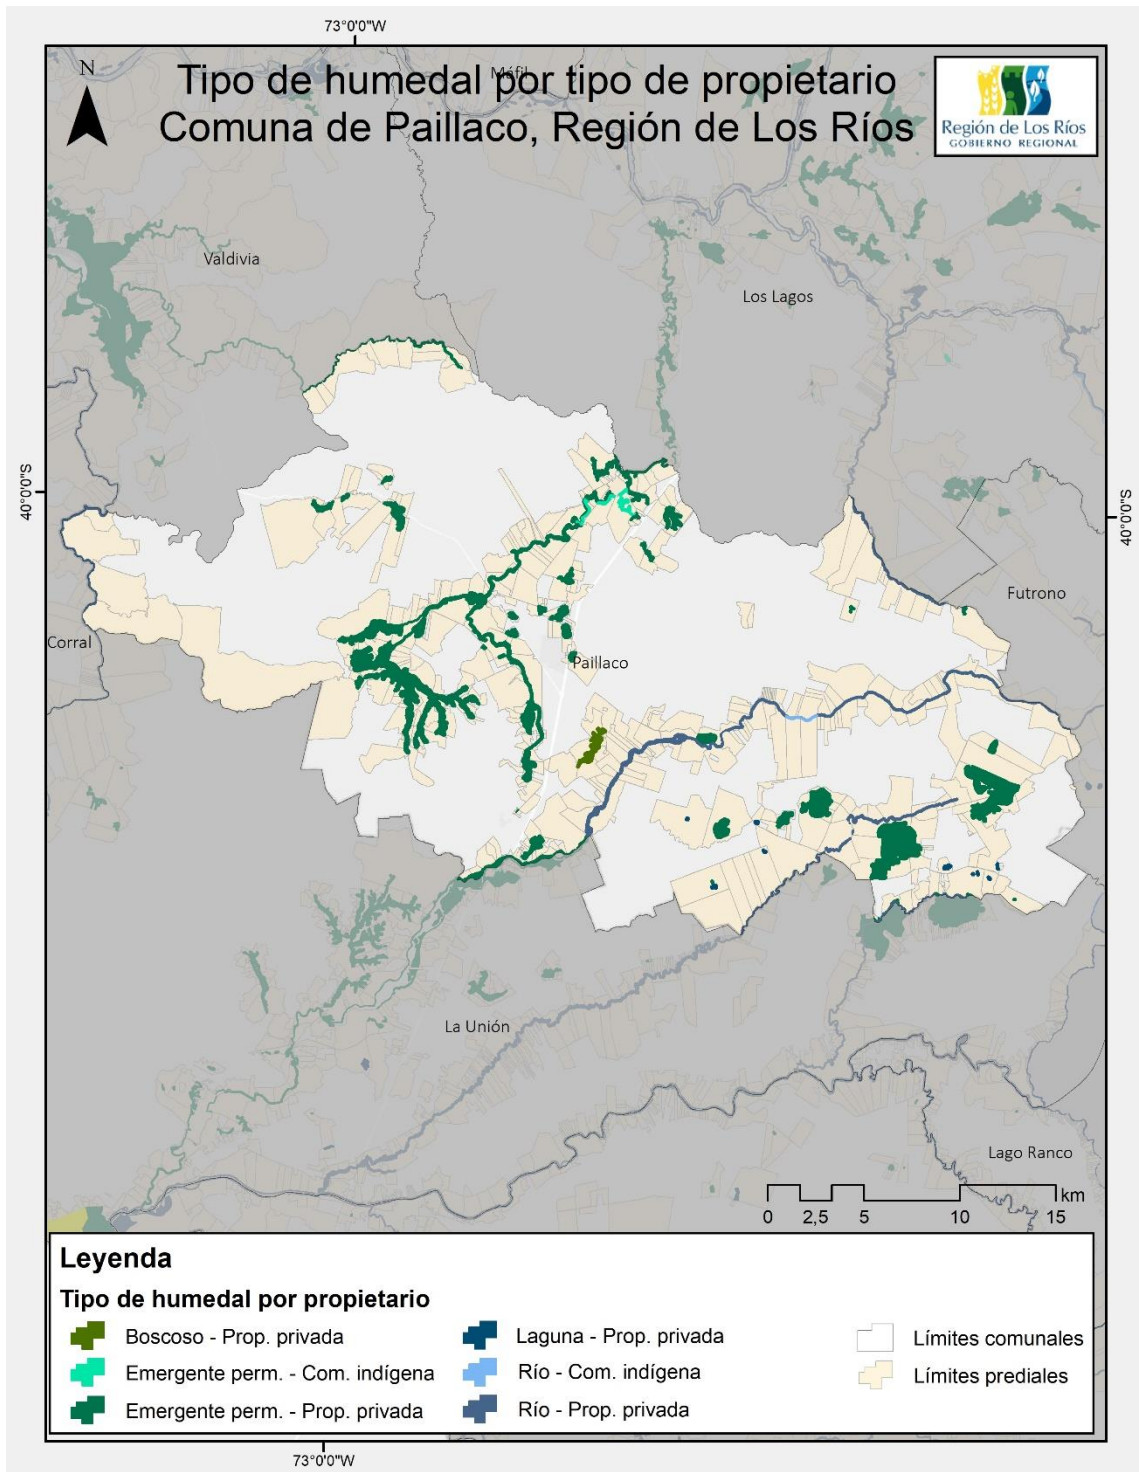 73°0'0"W
N
Tipo de humedal por tipo de propietario
Comuna de Paillaco, Región de Los Ríos
Región de Los Ríos
GOBIERNO REGIONAL
Máfil
Valdivia
Los Lagos
40°0'0"S
40°0'0"S
Futrono
Corral
Paillaco
La Unión
Lago Ranco
km
0 2,5 5 10 15
Leyenda
Tipo de humedal por propietario
Boscoso - Prop. privada
Emergente perm. - Com. indígena
Emergente perm. - Prop. privada
Laguna - Prop. privada
Río - Com. indígena
Río - Prop. privada
Límites comunales
Límites prediales
73°0'0"W